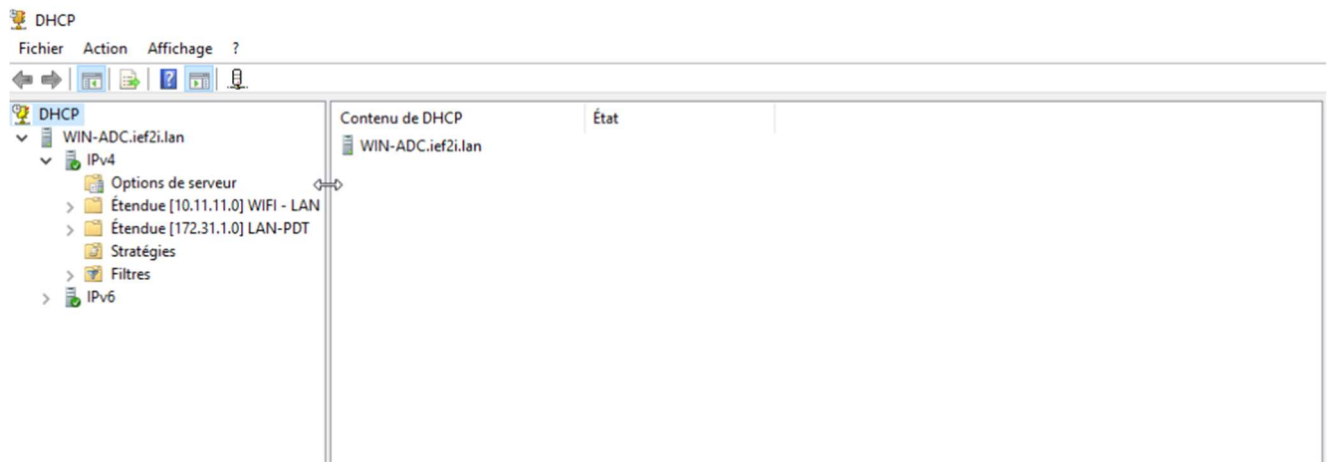 DHCP
Fichier Action Affichage ?
DHCP
WIN-ADC.ief2i.lan
IPv4
Options de serveur
Étendue [10.11.11.0] WIFI - LAN
Étendue [172.31.1.0] LAN-PDT
Stratégies
Filtres
IPv6
Contenu de DHCP État
WIN-ADC.ief2i.lan